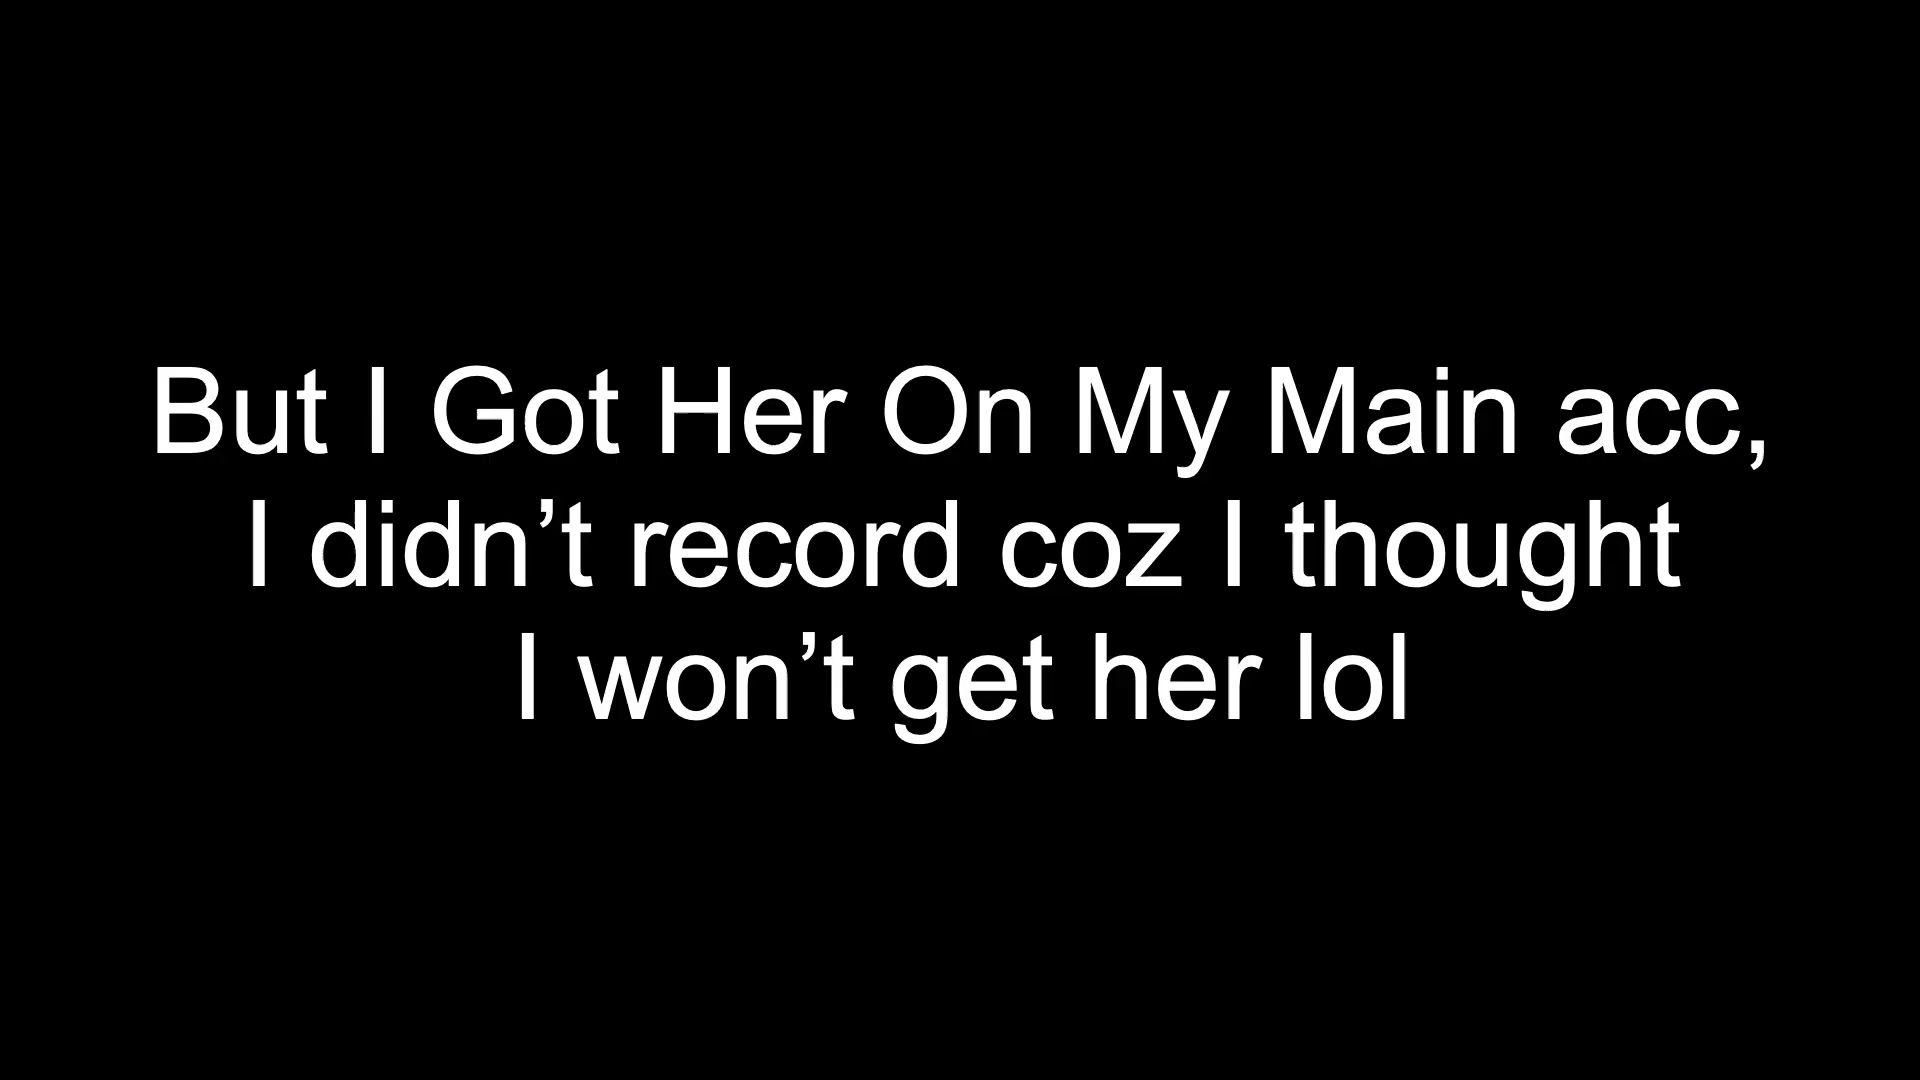 But I Got Her On My Main acc,
I didn’t record coz I thought
I won’t get her lol